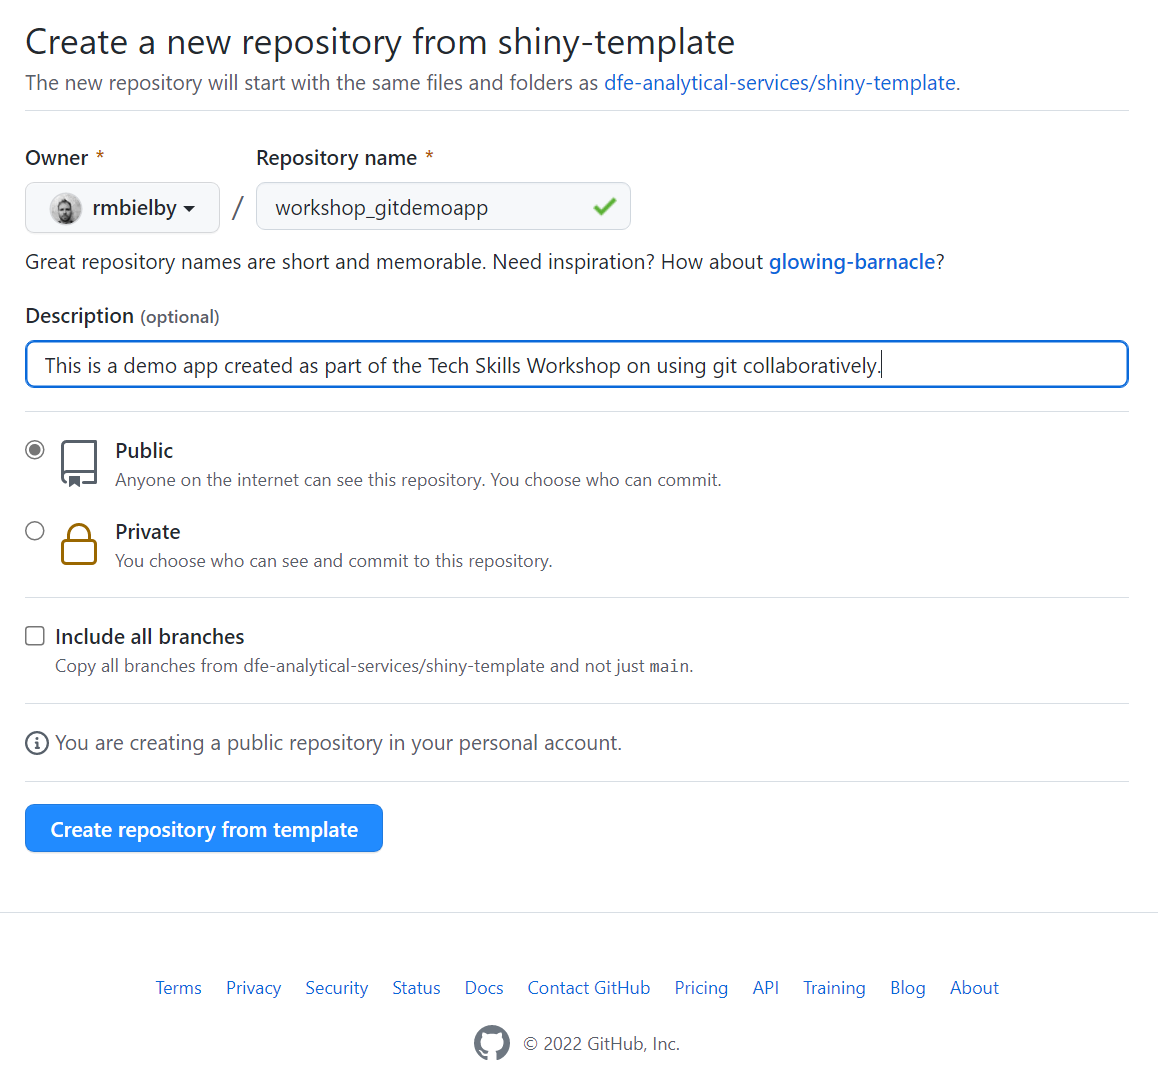 Create a new repository from shiny-template
The new repository will start with the same files and folders as dfe-analytical-services/shiny-template.
Owner * Repository name *
rmbielby / workshop_gitdemoapp
Great repository names are short and memorable. Need inspiration? How about glowing-barnacle?
Description (optional)
This is a demo app created as part of the Tech Skills Workshop on using git collaboratively.
Public
Anyone on the internet can see this repository. You choose who can commit.
Private
You choose who can see and commit to this repository.
Include all branches
Copy all branches from dfe-analytical-services/shiny-template and not just main.
You are creating a public repository in your personal account.
Create repository from template
Terms Privacy Security Status Docs Contact GitHub Pricing API Training Blog About
© 2022 GitHub, Inc.